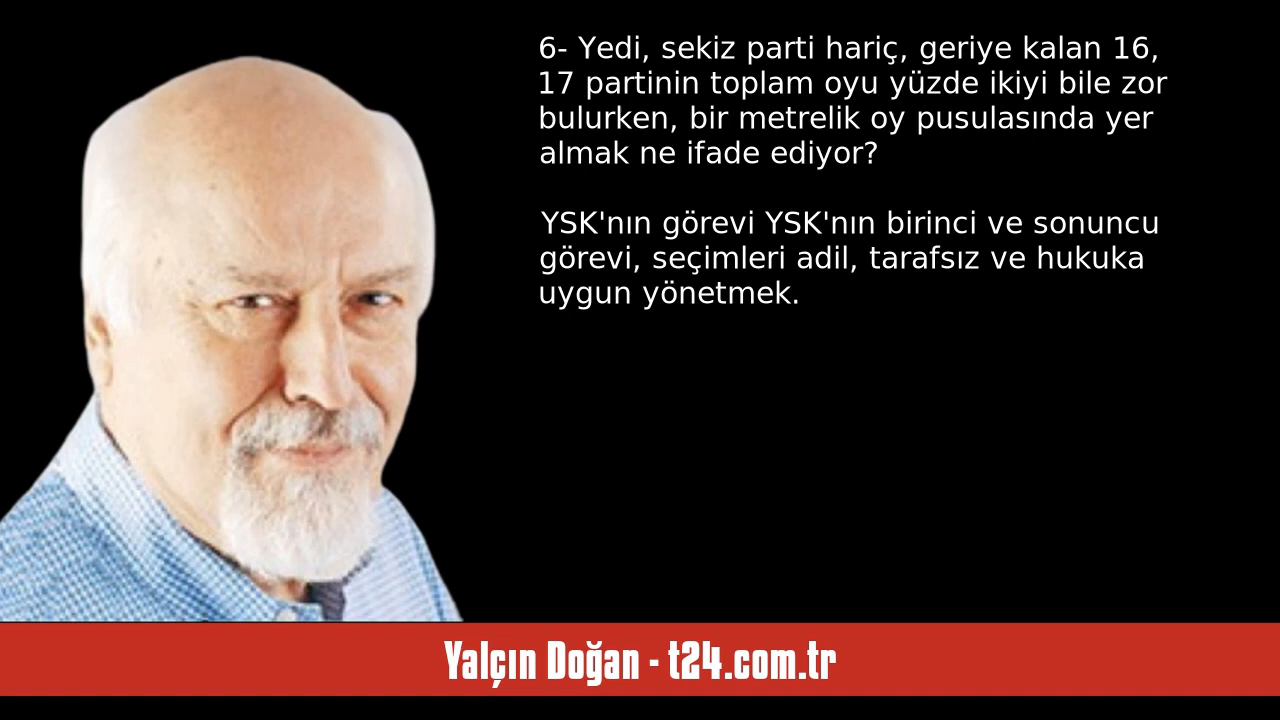 6- Yedi, sekiz parti hariç, geriye kalan 16,
17 partinin toplam oyu yüzde ikiyi bile zor
bulurken, bir metrelik oy pusulasında yer
almak ne ifade ediyor?
YSK'nın görevi YSK'nın birinci ve sonuncu
görevi, seçimleri adil, tarafsız ve hukuka
uygun yönetmek.
Yalçın Doğan - t24.com.tr